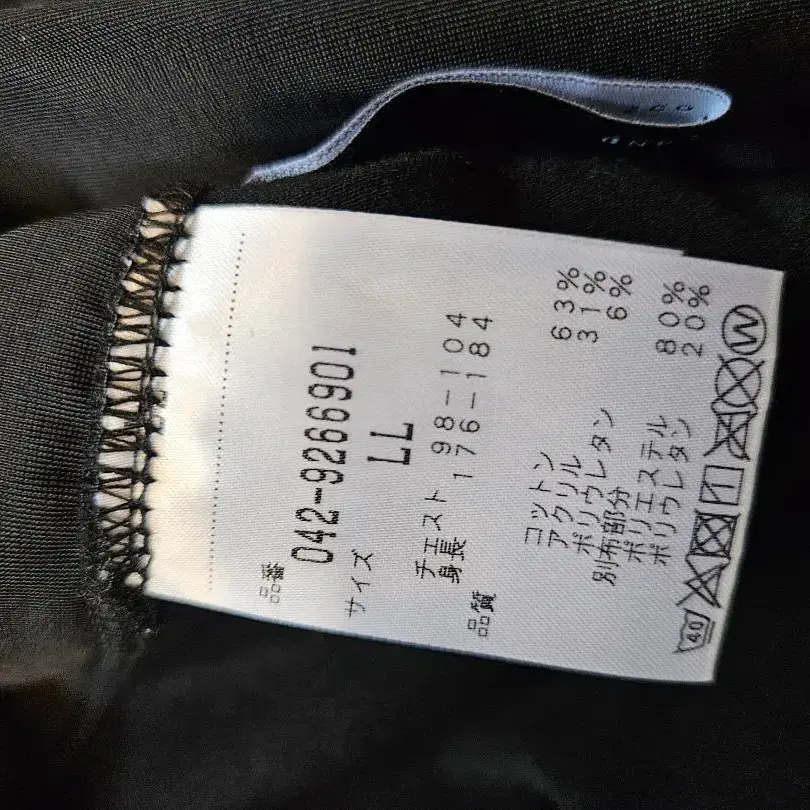 品番
042-9266901
サイズ
LL
チェスト 98-104
身長 176-184
品質
コットン 63%
アクリル 31%
ポリウレタン 6%
別布部分
ポリエステル 80%
ポリウレタン 20%
40
W